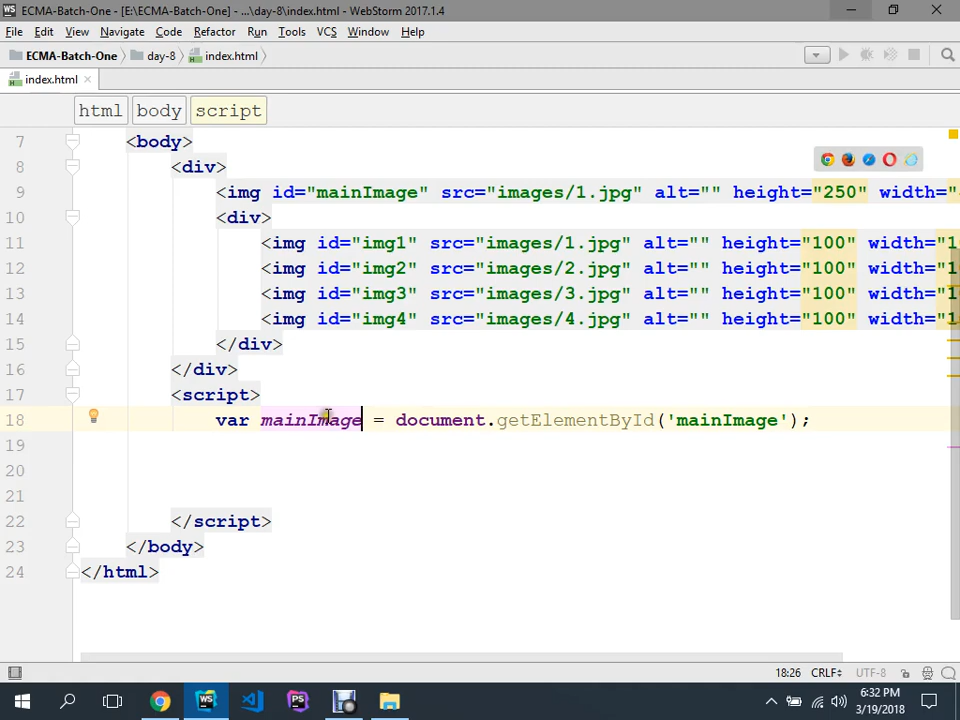 WS ECMA-Batch-One - [E:\ECMA-Batch-One] - ...\day-8\index.html - WebStorm 2017.1.4
File Edit View Navigate Code Refactor Run Tools VCS Window Help
ECMA-Batch-One day-8 index.html
index.html
html body script
7 <body>
8 <div>
9 <img id="mainImage" src="images/1.jpg" alt="" height="250" width="
10 <div>
11 <img id="img1" src="images/1.jpg" alt="" height="100" width="1
12 <img id="img2" src="images/2.jpg" alt="" height="100" width="1
13 <img id="img3" src="images/3.jpg" alt="" height="100" width="1
14 <img id="img4" src="images/4.jpg" alt="" height="100" width="1
15 </div>
16 </div>
17 <script>
18 var mainImage = document.getElementById('mainImage');
19
20
21
22 </script>
23 </body>
24 </html>
18:26 CRLF UTF-8
WS PS
6:32 PM
3/19/2018